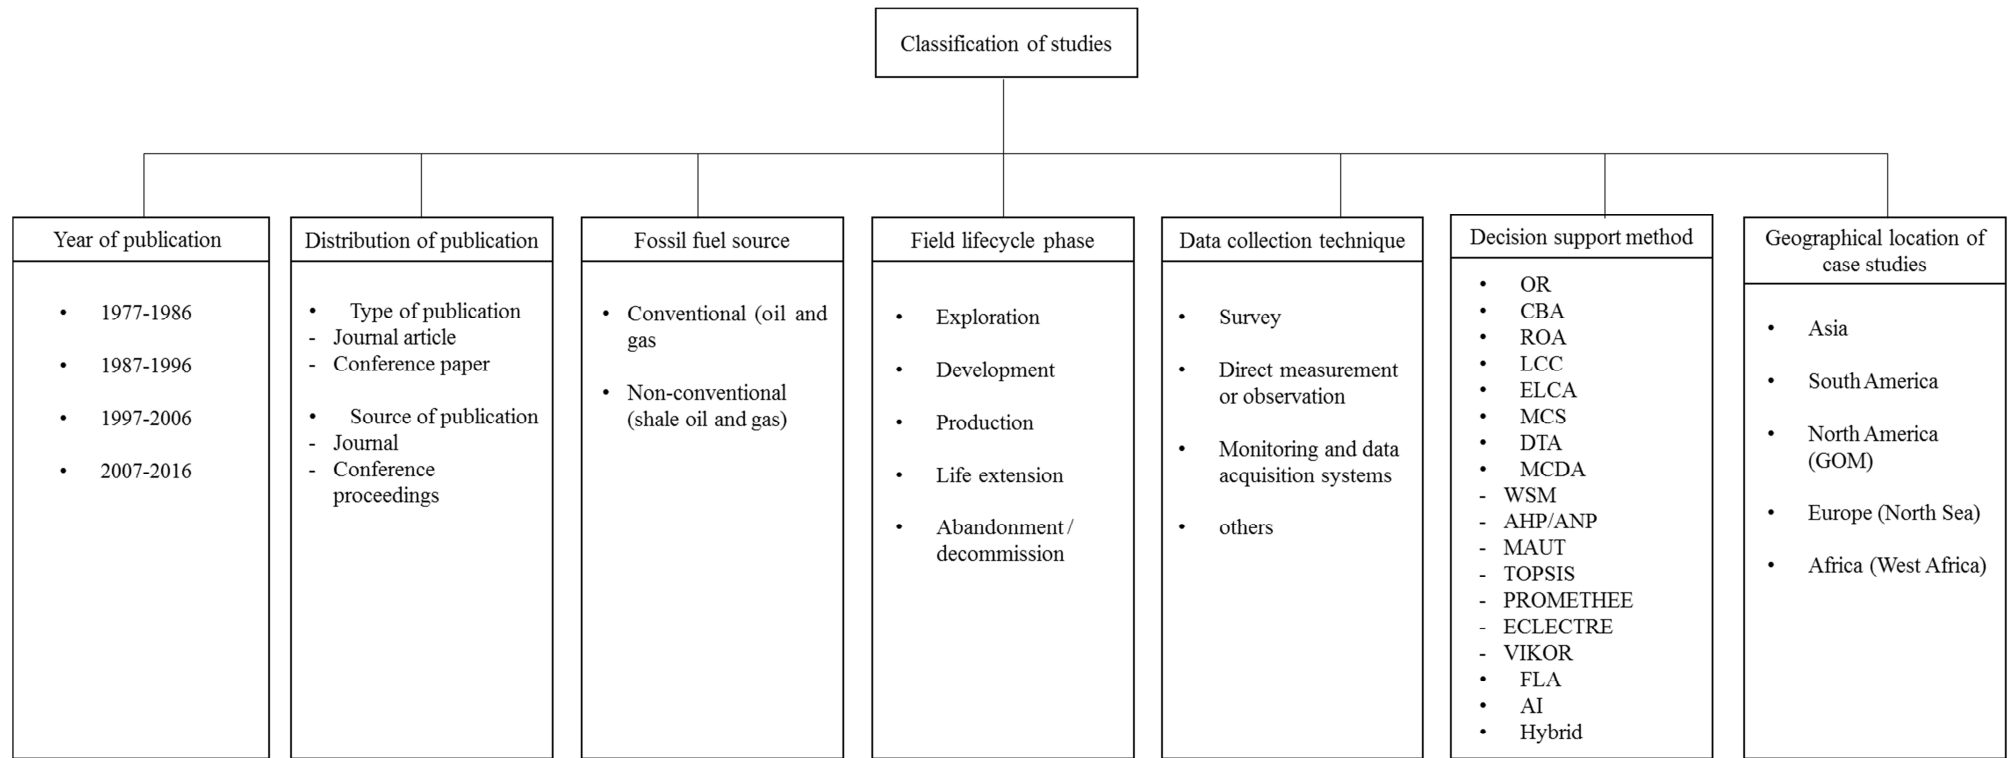 Classification of studies
Year of publication
• 1977-1986
• 1987-1996
• 1997-2006
• 2007-2016
Distribution of publication
• Type of publication
- Journal article
- Conference paper
• Source of publication
- Journal
- Conference
proceedings
Fossil fuel source
• Conventional (oil and
gas
• Non-conventional
(shale oil and gas)
Field lifecycle phase
• Exploration
• Development
• Production
• Life extension
• Abandonment /
decommission
Data collection technique
• Survey
• Direct measurement
or observation
• Monitoring and data
acquisition systems
• others
Decision support method
• OR
• CBA
• ROA
• LCC
• ELCA
• MCS
• DTA
• MCDA
- WSM
- AHP/ANP
- MAUT
- TOPSIS
- PROMETHEE
- ECLECTRE
- VIKOR
• FLA
• AI
• Hybrid
Geographical location of
case studies
• Asia
• South America
• North America
(GOM)
• Europe (North Sea)
• Africa (West Africa)